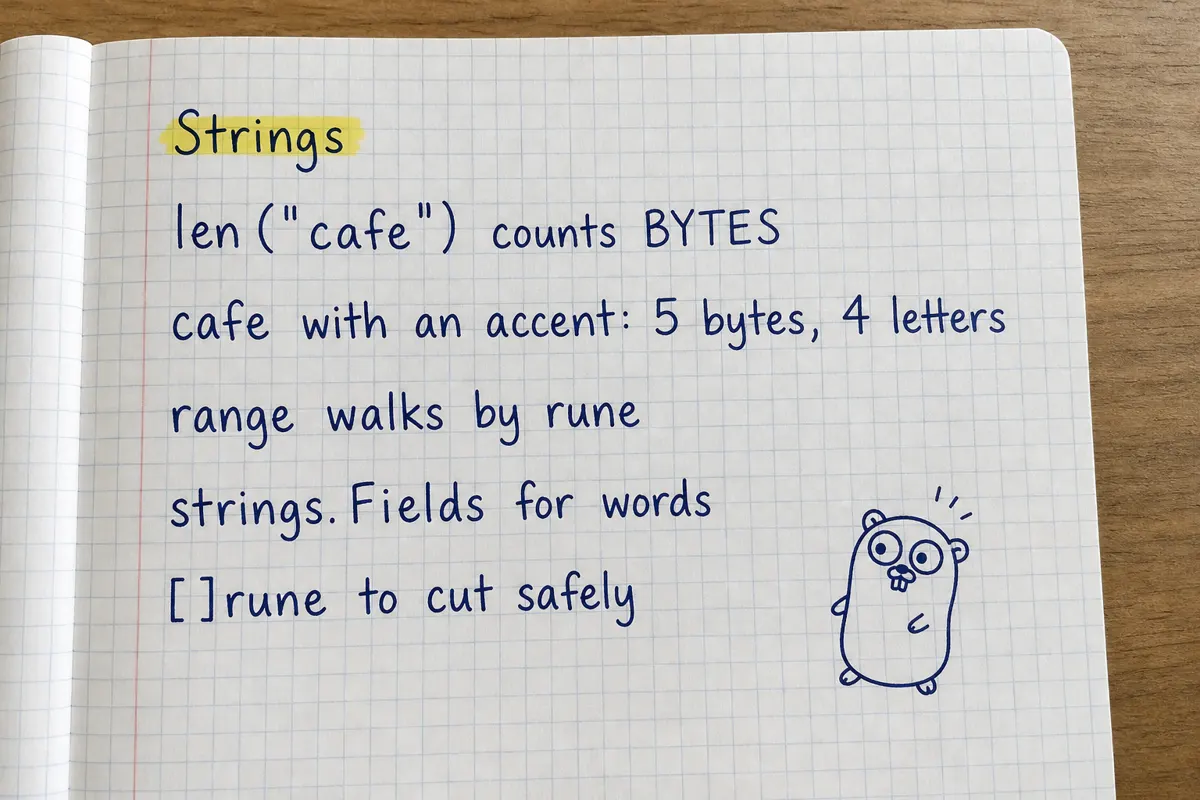 Strings
len ("cafe") counts BYTES
cafe with an accent: 5 bytes, 4 letters
range walks by rune
strings. Fields for words
[ ]rune to cut safely